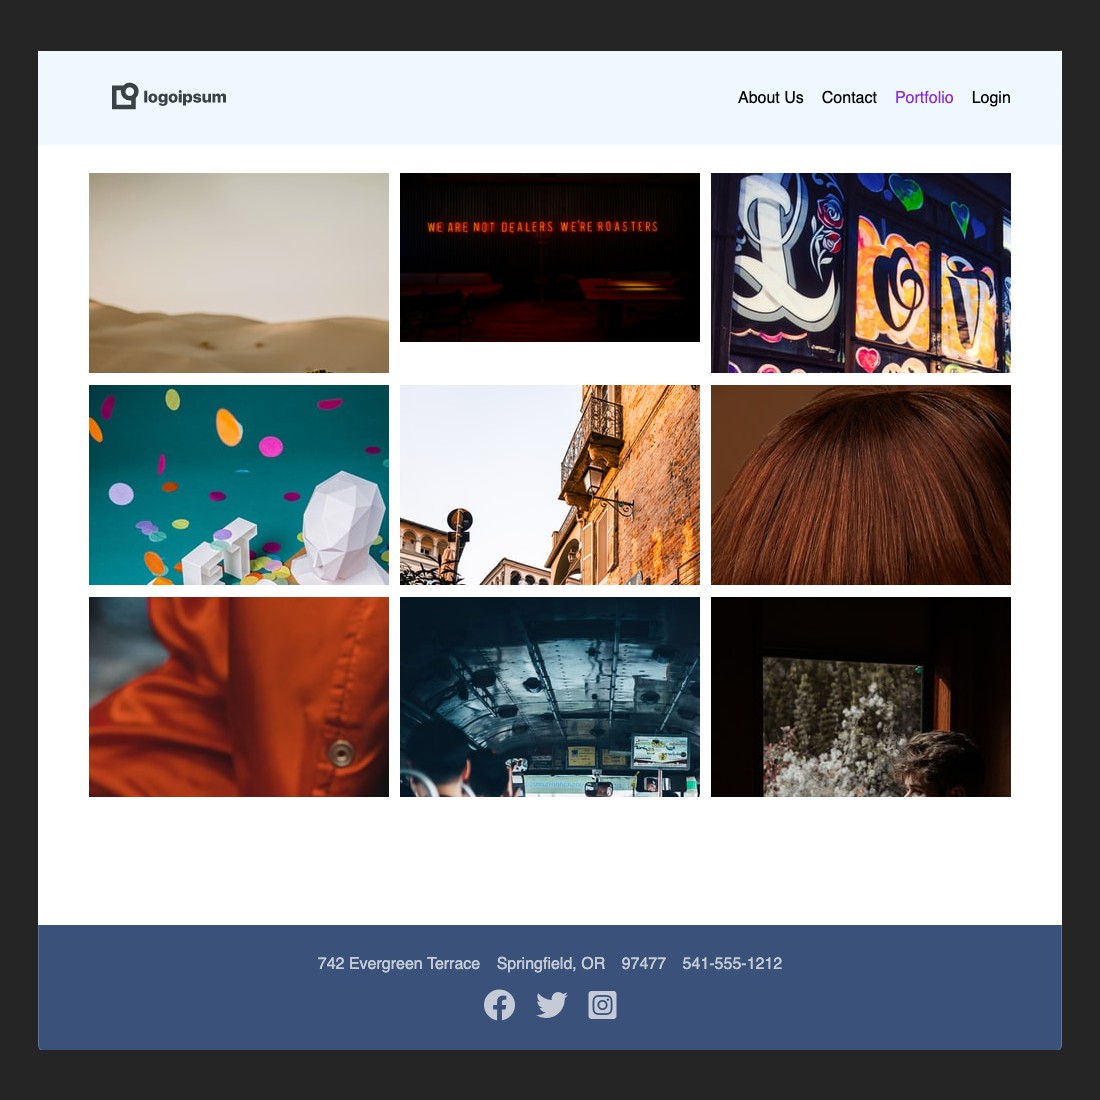 logoipsum
About Us Contact Portfolio Login
WE ARE NOT DEALERS WE'RE ROASTERS
L O V
ET
742 Evergreen Terrace Springfield, OR 97477 541-555-1212